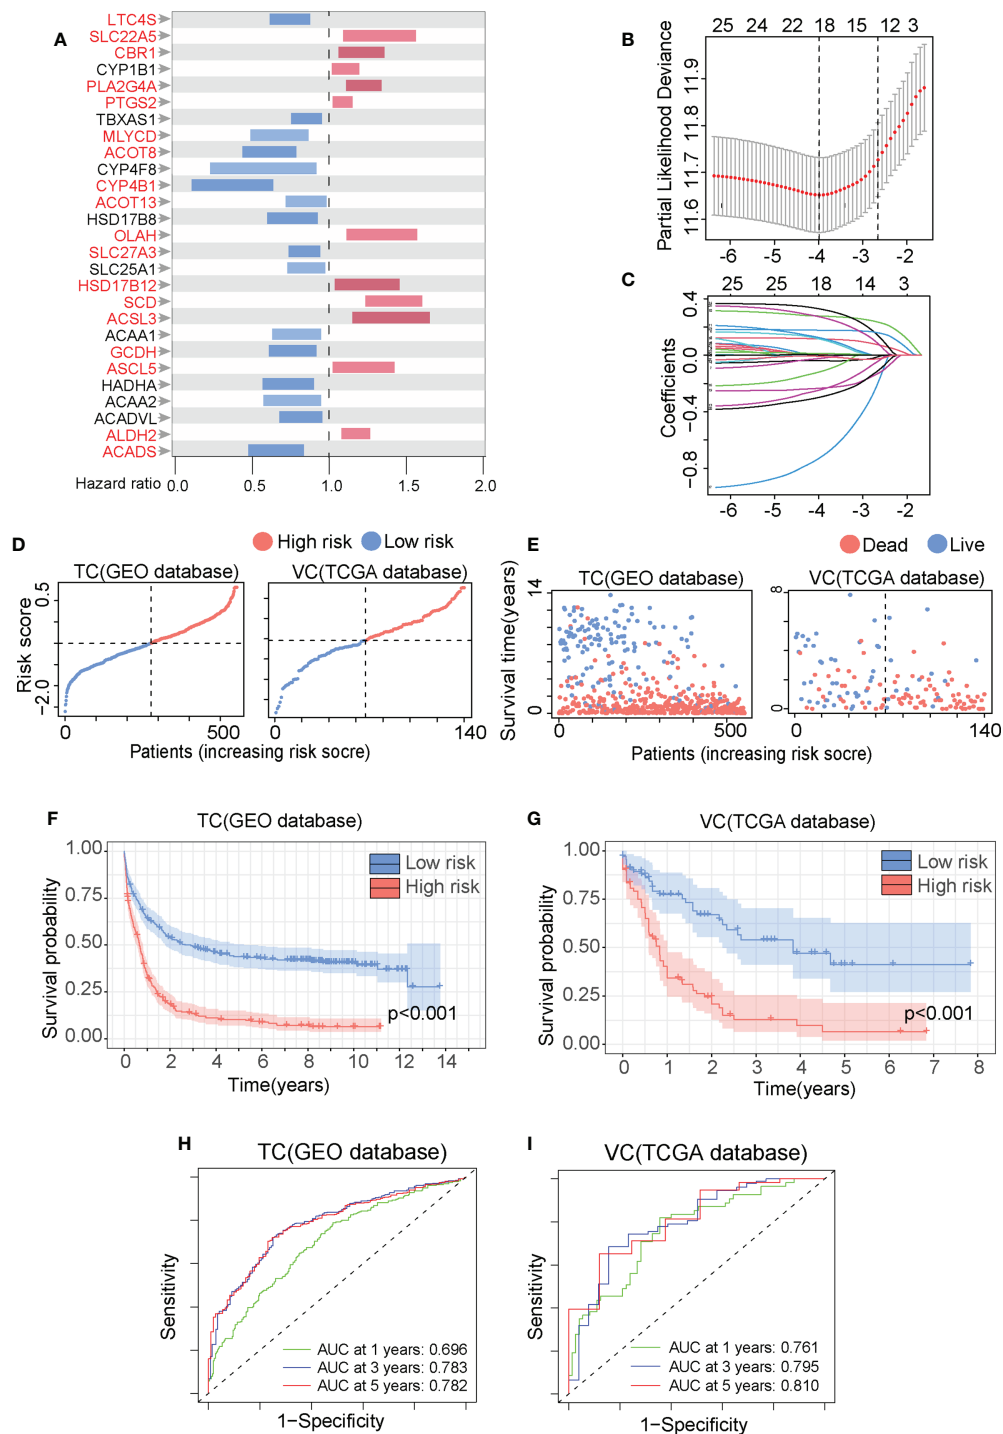 A
LTC4S
SLC22A5
CBR1
CYP1B1
PLA2G4A
PTGS2
TBXAS1
MLYCD
ACOT8
CYP4F8
CYP4B1
ACOT13
HSD17B8
OLAH
SLC27A3
SLC25A1
HSD17B12
SCD
ACSL3
ACAA1
GCDH
ASCL5
HADHA
ACAA2
ACADVL
ALDH2
ACADS
Hazard ratio 0.0 0.5 1.0 1.5 2.0
B
25 24 22 18 15 12 3
Partial Likelihood Deviance
11.9
11.8
11.7
11.6
-6 -5 -4 -3 -2
C
25 25 18 14 3
Coefficients
0.4
0.0
-0.4
-0.8
-6 -5 -4 -3 -2
D
High risk Low risk
TC(GEO database) VC(TCGA database)
Risk score
0.5
-2.0
0 500 0 140
Patients (increasing risk socre)
E
Dead Live
TC(GEO database) VC(TCGA database)
Survival time(years)
14
0
8
0
0 500 0 140
Patients (increasing risk socre)
F
TC(GEO database)
Survival probability
1.00
0.75
0.50
0.25
0.00
Low risk
High risk
p<0.001
0 2 4 6 8 10 12 14
Time(years)
G
VC(TCGA database)
Survival probability
1.00
0.75
0.50
0.25
0.00
Low risk
High risk
p<0.001
0 1 2 3 4 5 6 7 8
Time(years)
H
TC(GEO database)
Sensitivity
AUC at 1 years: 0.696
AUC at 3 years: 0.783
AUC at 5 years: 0.782
1-Specificity
I
VC(TCGA database)
Sensitivity
AUC at 1 years: 0.761
AUC at 3 years: 0.795
AUC at 5 years: 0.810
1-Specificity